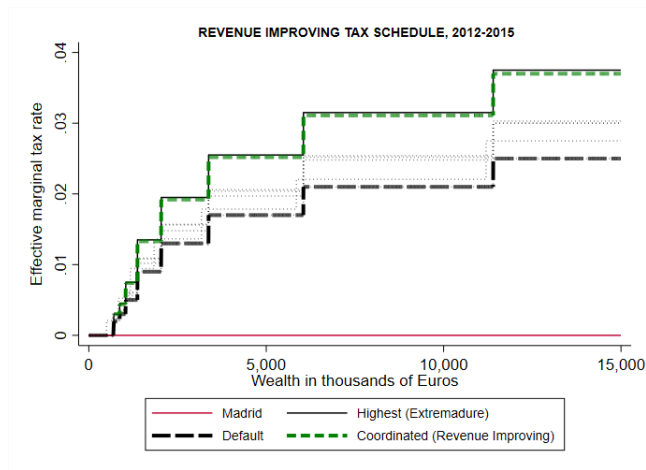 REVENUE IMPROVING TAX SCHEDULE, 2012-2015
Effective marginal tax rate
.04
.03
.02
.01
0
0 5,000 10,000 15,000
Wealth in thousands of Euros
Madrid Highest (Extremadure)
Default Coordinated (Revenue Improving)